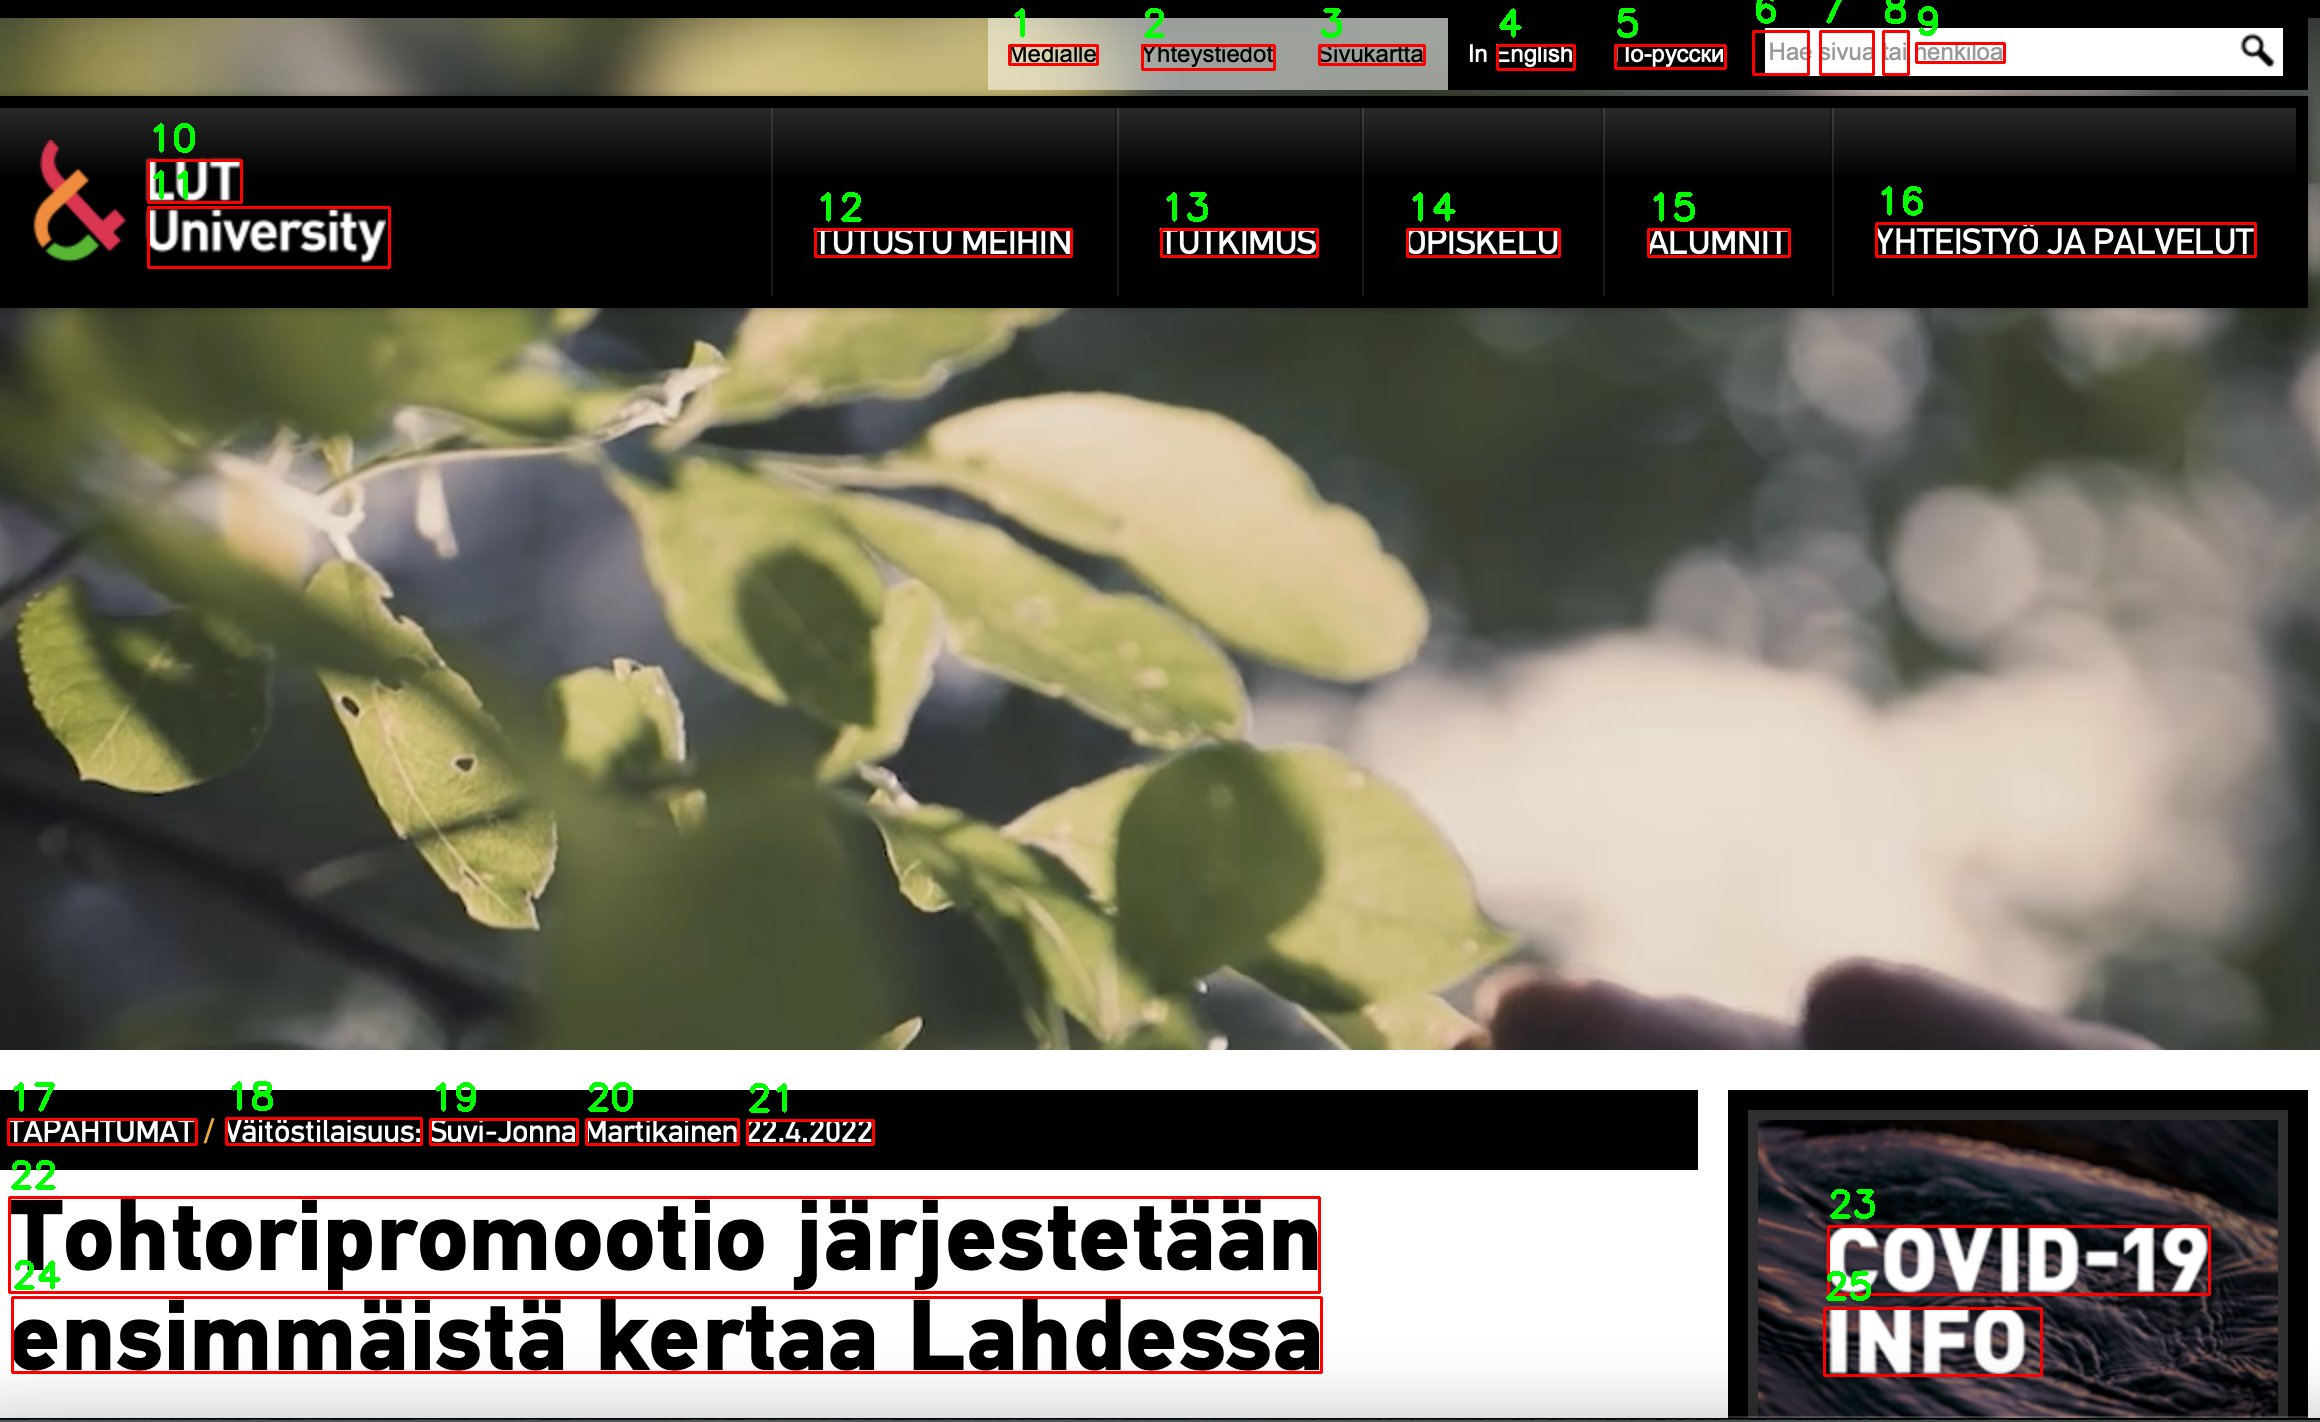 Medialle Yhteystiedot Sivukartta In English По-русски Hae sivua tai henkilöä
LUT
University
TUTUSTU MEIHIN TUTKIMUS OPISKELU ALUMNIT YHTEISTYÖ JA PALVELUT
TAPAHTUMAT / Väitöstilaisuus: Suvi-Jonna Martikainen 22.4.2022
Tohtoripromootio järjestetään
ensimmäistä kertaa Lahdessa
COVID-19
INFO
1 2 3 4 5 6 7 8 9
10
11
12 13 14 15 16
17 18 19 20 21
22
23
24
25